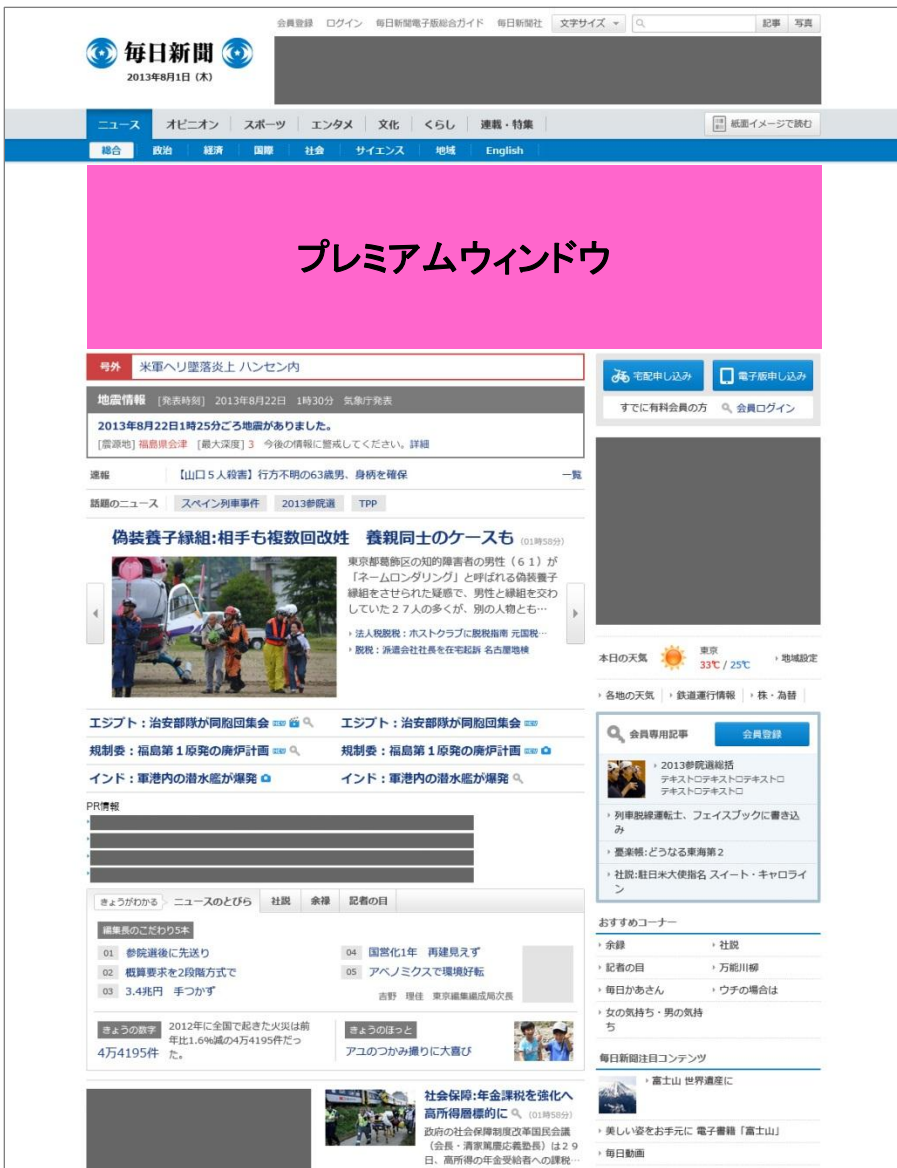 会員登録 ログイン 毎日新聞電子版総合ガイド 毎日新聞社 文字サイズ 記事 写真
毎日新聞
2013年8月1日（木）
ニュース オピニオン スポーツ エンタメ 文化 くらし 連載・特集 紙面イメージで読む
総合 政治 経済 国際 社会 サイエンス 地域 English
プレミアムウィンドウ
号外 米軍ヘリ墜落炎上 ハンセン内
地震情報 [発表時刻] 2013年8月22日 1時30分 気象庁発表
2013年8月22日1時25分ごろ地震がありました。
[震源地] 福島県会津 [最大深度] 3 今後の情報に警戒してください。詳細
速報 【山口５人殺害】行方不明の63歳男、身柄を確保 一覧
話題のニュース スペイン列車事件 2013参院選 TPP
偽装養子縁組:相手も複数回改姓 養親同士のケースも (01時58分)
東京都葛飾区の知的障害者の男性（６１）が
「ネームロンダリング」と呼ばれる偽装養子
縁組をさせられた疑惑で、男性と縁組を交わ
していた２７人の多くが、別の人物とも…
法人税脱税：ホストクラブに脱税指南 元国税…
脱税：派遣会社社長を在宅起訴 名古屋地検
エジプト：治安部隊が同胞団集会 エジプト：治安部隊が同胞団集会
規制委：福島第１原発の廃炉計画 規制委：福島第１原発の廃炉計画
インド：軍港内の潜水艦が爆発 インド：軍港内の潜水艦が爆発
PR情報
きょうがわかる ニュースのとびら 社説 余禄 記者の目
編集長のこだわり5本
01 参院選後に先送り
02 概算要求を2段階方式で
03 3.4兆円 手つかず
04 国営化1年 再建見えず
05 アベノミクスで環境好転
吉野 理佳 東京編集編成局次長
きょうの数字
4万4195件
2012年に全国で起きた火災は前
年比1.6%減の4万4195件だっ
た。
きょうのほっと
アユのつかみ撮りに大喜び
社会保障:年金課税を強化へ
高所得層標的に (01時58分)
政府の社会保障制度改革国民会議
（会長・清家篤慶応義塾長）は２９
日、高所得の年金受給者への課税…
宅配申し込み 電子版申し込み
すでに有料会員の方 会員ログイン
本日の天気 東京
33℃ / 25℃ 地域設定
各地の天気 鉄道運行情報 株・為替
会員専用記事 会員登録
2013参院選総括
テキストロテキストロテキストロ
テキストロテキストロ
列車脱線運転士、フェイスブックに書き込
み
憂楽帳:どうなる東海第２
社説:駐日米大使指名 スイート・キャロライ
ン
おすすめコーナー
余録 社説
記者の目 万能川柳
毎日かあさん ウチの場合は
女の気持ち・男の気持
ち
毎日新聞注目コンテンツ
富士山 世界遺産に
美しい姿をお手元に 電子書籍「富士山」
毎日動画